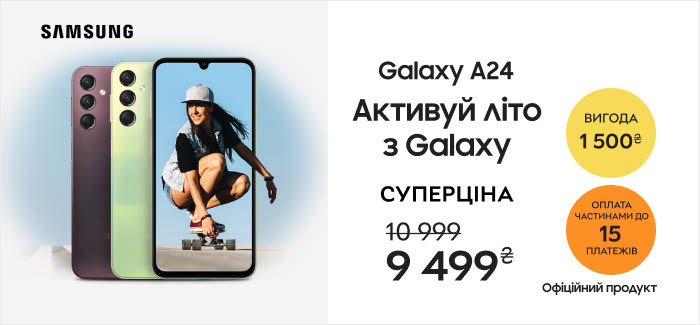 SAMSUNG
Galaxy A24
Активуй літо
з Galaxy
СУПЕРЦІНА
10 999
9 499₴
ВИГОДА
1 500₴
ОПЛАТА
ЧАСТИНАМИ ДО
15
ПЛАТЕЖІВ
Офіційний продукт